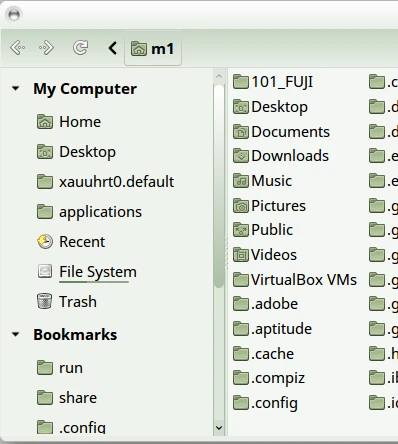 m1
My Computer
Home
Desktop
xauuhrt0.default
applications
Recent
File System
Trash
Bookmarks
run
share
.config
101_FUJI
Desktop
Documents
Downloads
Music
Pictures
Public
Videos
VirtualBox VMs
.adobe
.aptitude
.cache
.compiz
.config